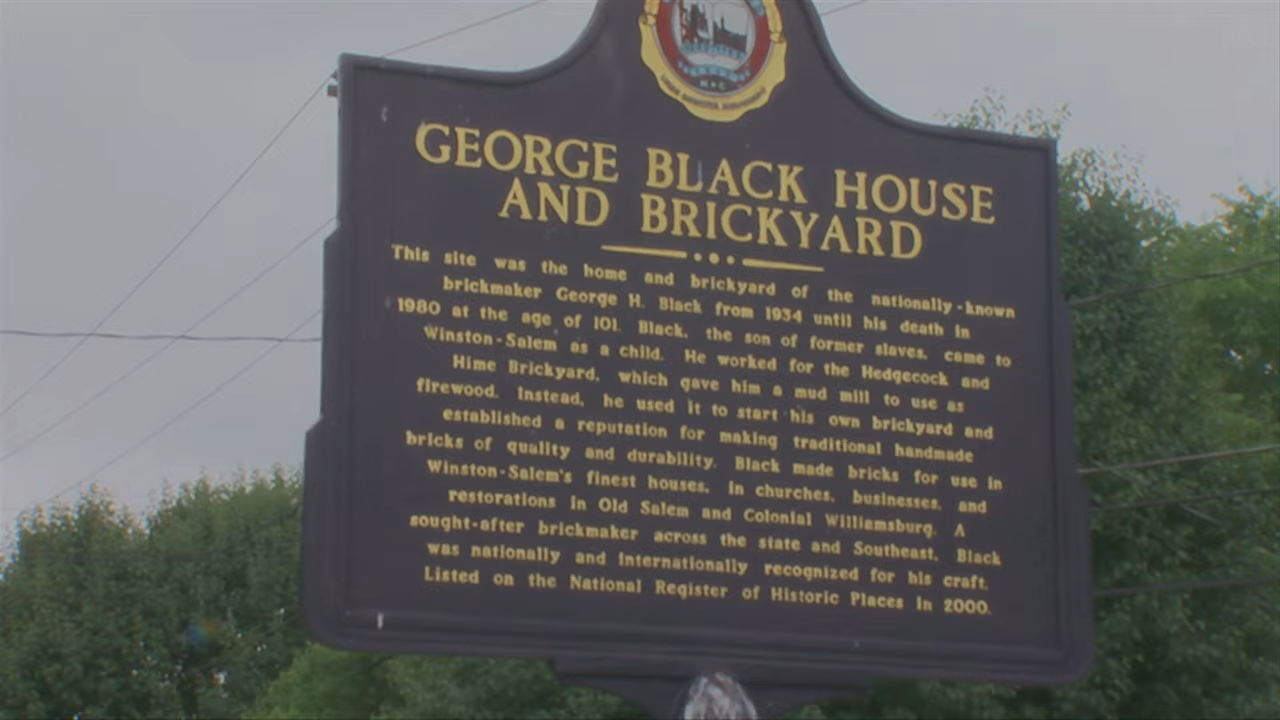 N • C
GEORGE BLACK HOUSE
AND BRICKYARD
This site was the home and brickyard of the nationally-known
brickmaker George H. Black from 1934 until his death in
1980 at the age of 101. Black, the son of former slaves, came to
Winston-Salem as a child. He worked for the Hedgecock and
Hime Brickyard, which gave him a mud mill to use as
firewood. Instead, he used it to start his own brickyard and
established a reputation for making traditional handmade
bricks of quality and durability. Black made bricks for use in
Winston-Salem's finest houses, in churches, businesses, and
restorations in Old Salem and Colonial Williamsburg. A
sought-after brickmaker across the state and Southeast, Black
was nationally and internationally recognized for his craft.
Listed on the National Register of Historic Places in 2000.